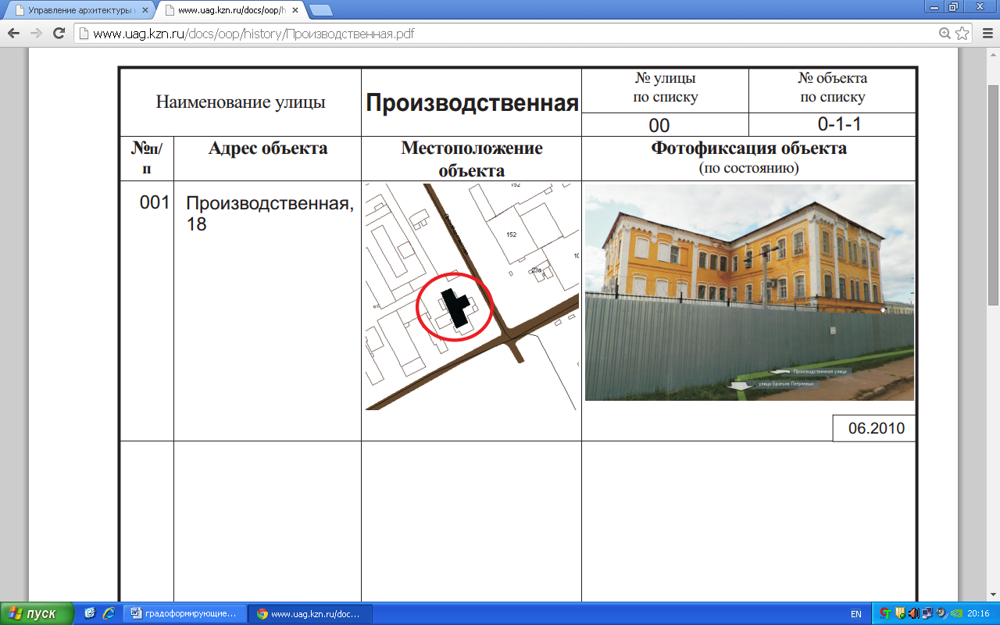 Управление архитектуры
www.uag.kzn.ru/docs/oop/h
www.uag.kzn.ru/docs/oop/history/Производственная.pdf
Наименование улицы
Производственная
№ улицы
по списку
№ объекта
по списку
00
0-1-1
№п/
п
Адрес объекта
Местоположение
объекта
Фотофиксация объекта
(по состоянию)
001
Производственная,
18
152
152
23а
Производственная улица
улица Братьев Петряевых
06.2010
пуск
градоформирующие...
www.uag.kzn.ru/doc...
EN
20:16